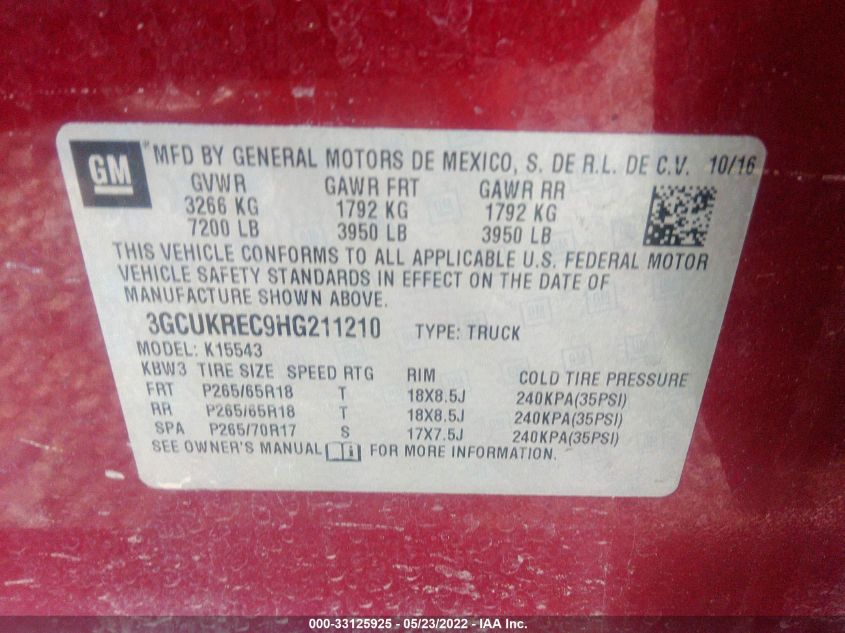 GM
MFD BY GENERAL MOTORS DE MEXICO, S. DE R.L. DE C.V. 10/16
GVWR GAWR FRT GAWR RR
3266 KG 1792 KG 1792 KG
7200 LB 3950 LB 3950 LB
THIS VEHICLE CONFORMS TO ALL APPLICABLE U.S. FEDERAL MOTOR
VEHICLE SAFETY STANDARDS IN EFFECT ON THE DATE OF
MANUFACTURE SHOWN ABOVE.
3GCUKREC9HG211210 TYPE: TRUCK
MODEL: K15543
KBW3 TIRE SIZE SPEED RTG RIM COLD TIRE PRESSURE
FRT P265/65R18 T 18X8.5J 240KPA(35PSI)
RR P265/65R18 T 18X8.5J 240KPA(35PSI)
SPA P265/70R17 S 17X7.5J 240KPA(35PSI)
SEE OWNER'S MANUAL FOR MORE INFORMATION.
000-33125925 - 05/23/2022 - IAA Inc.